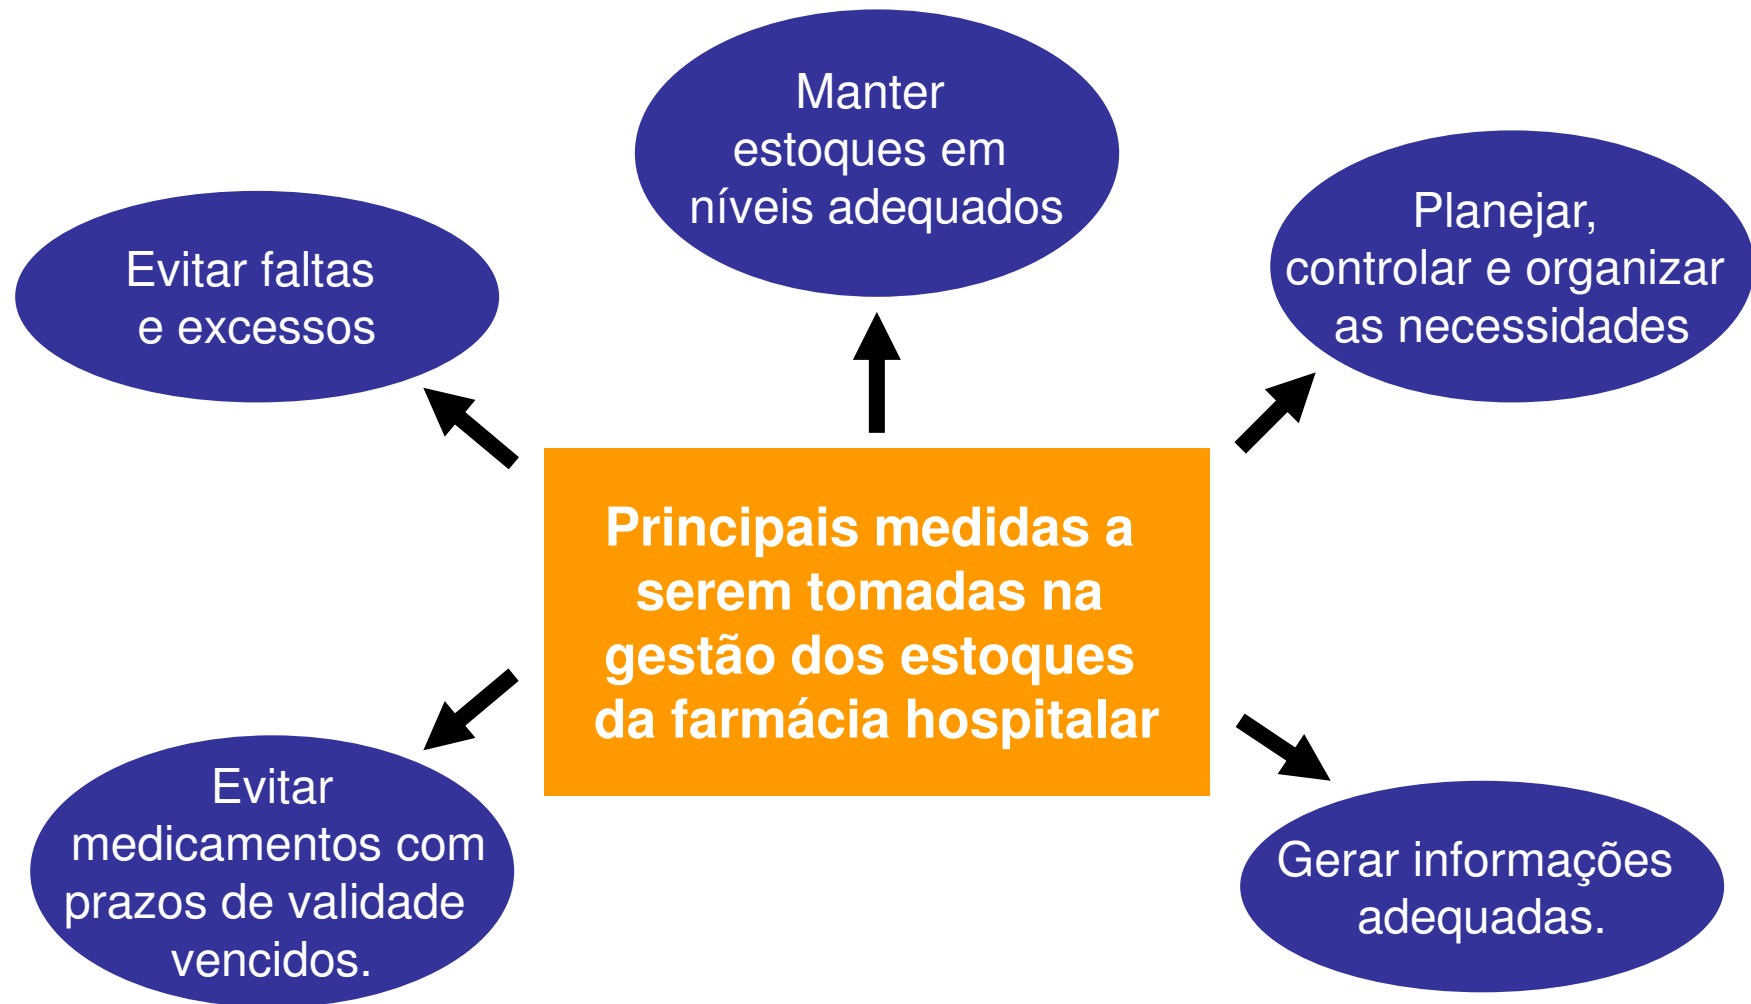 Manter
estoques em
níveis adequados
Evitar faltas
e excessos
Planejar,
controlar e organizar
as necessidades
Principais medidas a
serem tomadas na
gestão dos estoques
da farmácia hospitalar
Evitar
medicamentos com
prazos de validade
vencidos.
Gerar informações
adequadas.